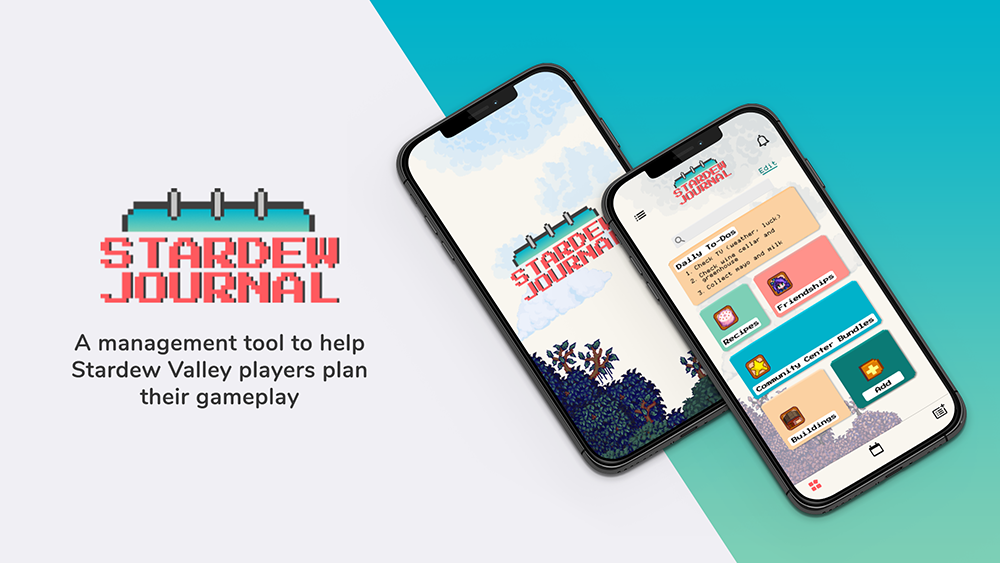 STARDEW
JOURNAL
A management tool to help
Stardew Valley players plan
their gameplay
STARDEW
JOURNAL
STARDEW
JOURNAL
Edit
Daily To-Dos
1. Check TV (weather, luck)
2. Check wine cellar and
greenhouse
3. Collect mayo and milk
Recipes
Friendships
Community Center Bundles
Buildings
Add